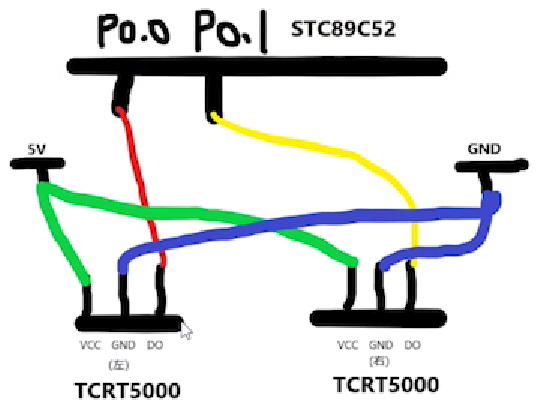 P0.0 P0.1 STC89C52
5V GND
VCC GND DO VCC GND DO
(左) (右)
TCRT5000 TCRT5000